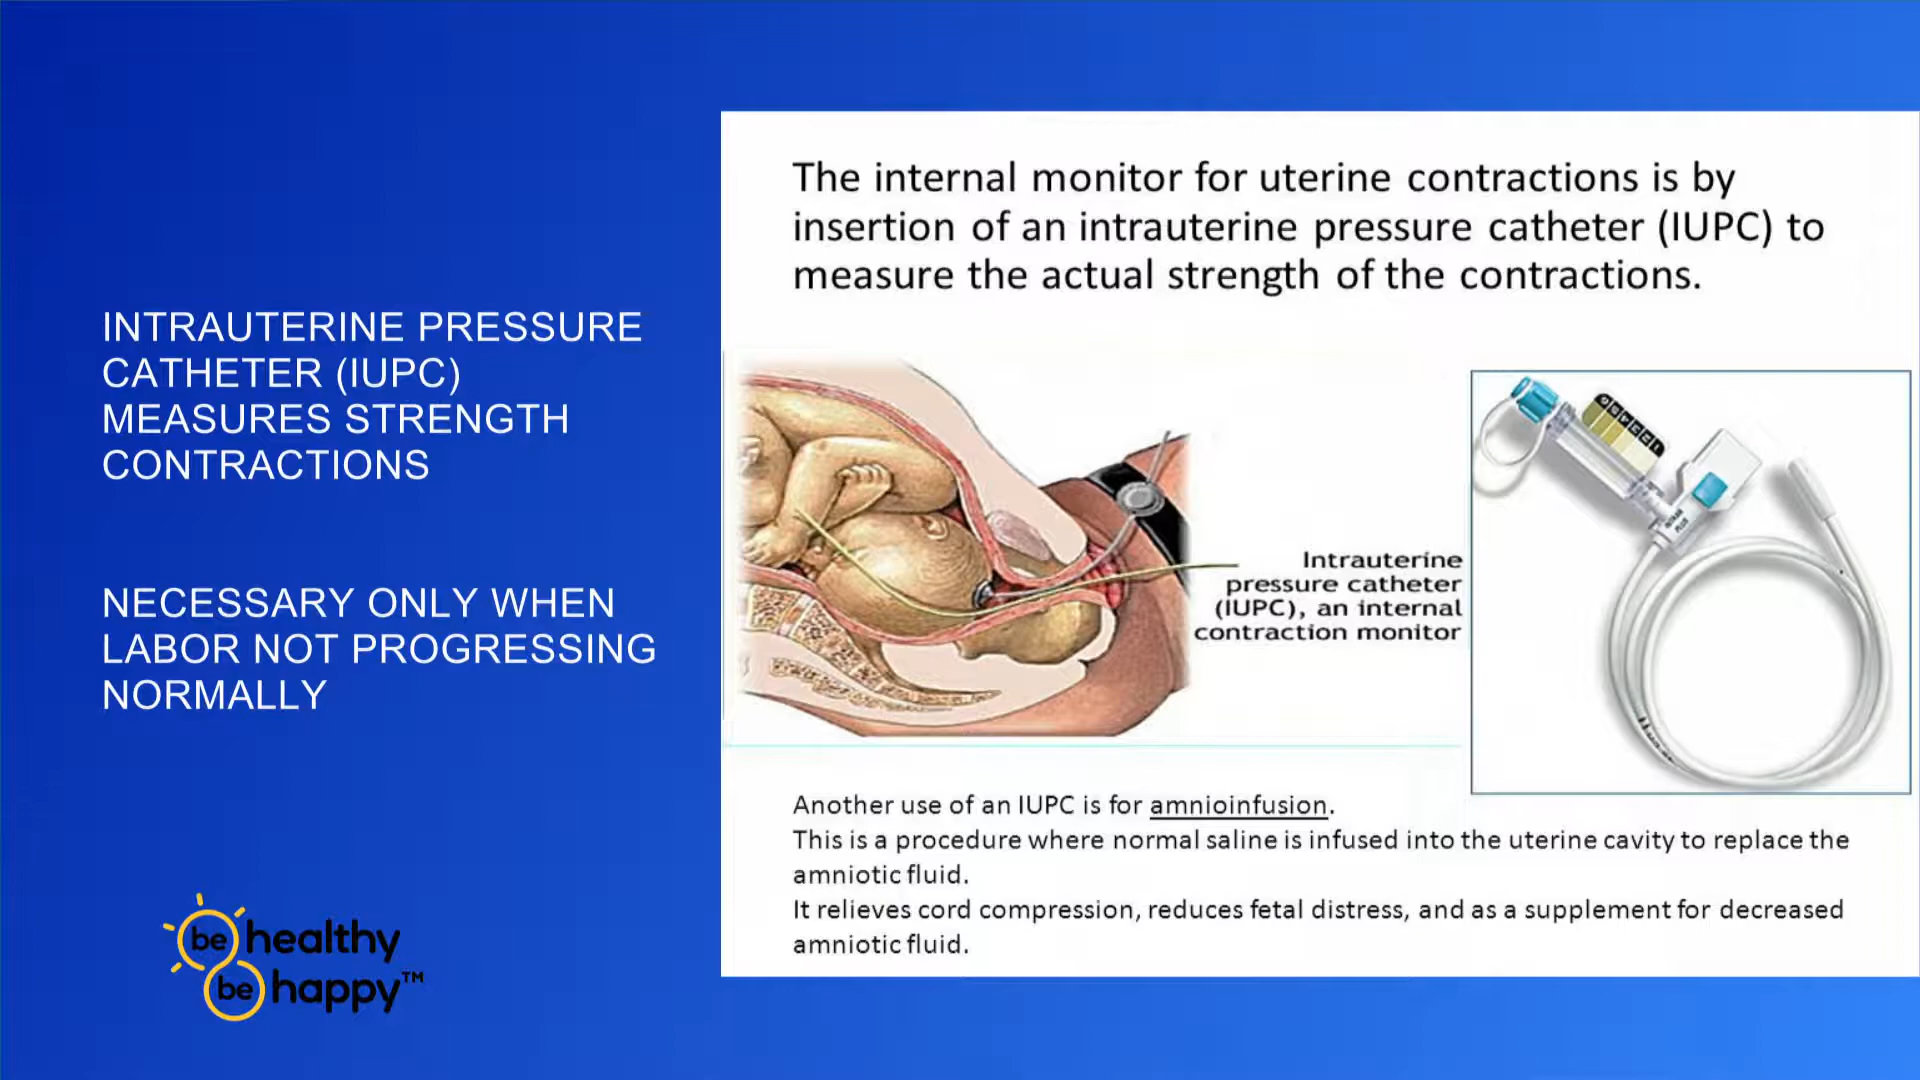 INTRAUTERINE PRESSURE
CATHETER (IUPC)
MEASURES STRENGTH
CONTRACTIONS
NECESSARY ONLY WHEN
LABOR NOT PROGRESSING
NORMALLY
be healthy
be happy™
The internal monitor for uterine contractions is by
insertion of an intrauterine pressure catheter (IUPC) to
measure the actual strength of the contractions.
Intrauterine
pressure catheter
(IUPC), an internal
contraction monitor
PLUS
Another use of an IUPC is for amnioinfusion.
This is a procedure where normal saline is infused into the uterine cavity to replace the
amniotic fluid.
It relieves cord compression, reduces fetal distress, and as a supplement for decreased
amniotic fluid.